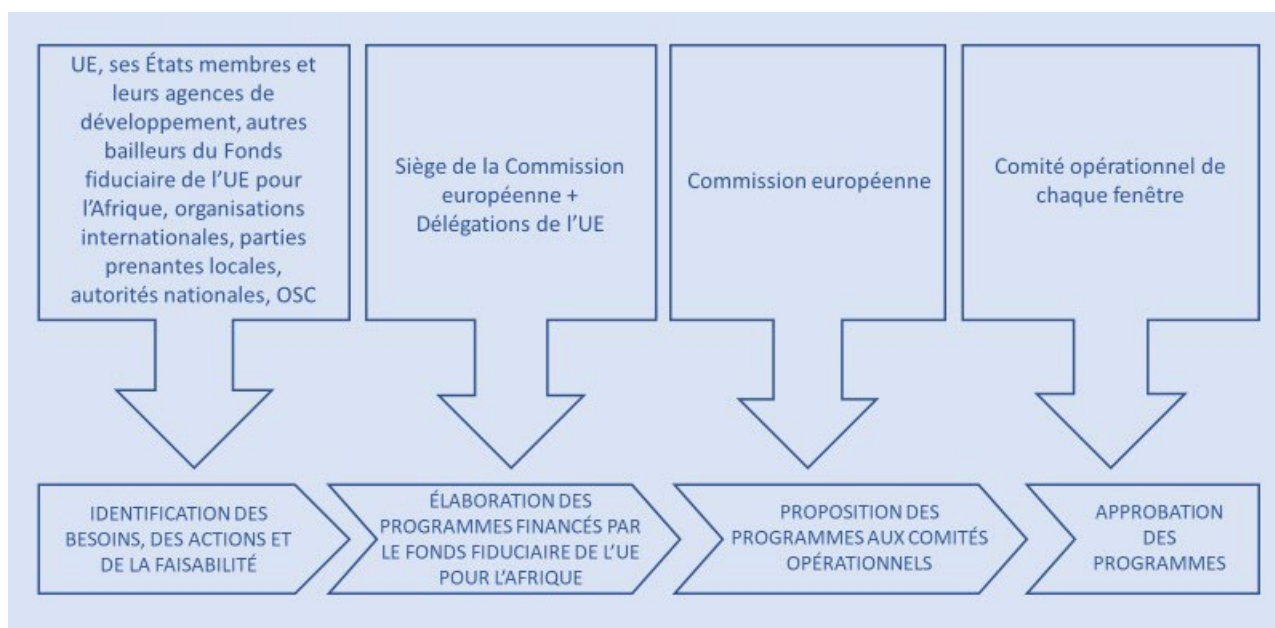 UE, ses États membres et
leurs agences de
développement, autres
bailleurs du Fonds
fiduciaire de l’UE pour
l’Afrique, organisations
internationales, parties
prenantes locales,
autorités nationales, OSC
Siège de la Commission
européenne +
Délégations de l’UE
Commission européenne
Comité opérationnel de
chaque fenêtre
IDENTIFICATION DES
BESOINS, DES ACTIONS ET
DE LA FAISABILITÉ
ÉLABORATION DES
PROGRAMMES FINANCÉS PAR
LE FONDS FIDUCIAIRE DE L’UE
POUR L’AFRIQUE
PROPOSITION DES
PROGRAMMES AUX COMITÉS
OPÉRATIONNELS
APPROBATION
DES
PROGRAMMES